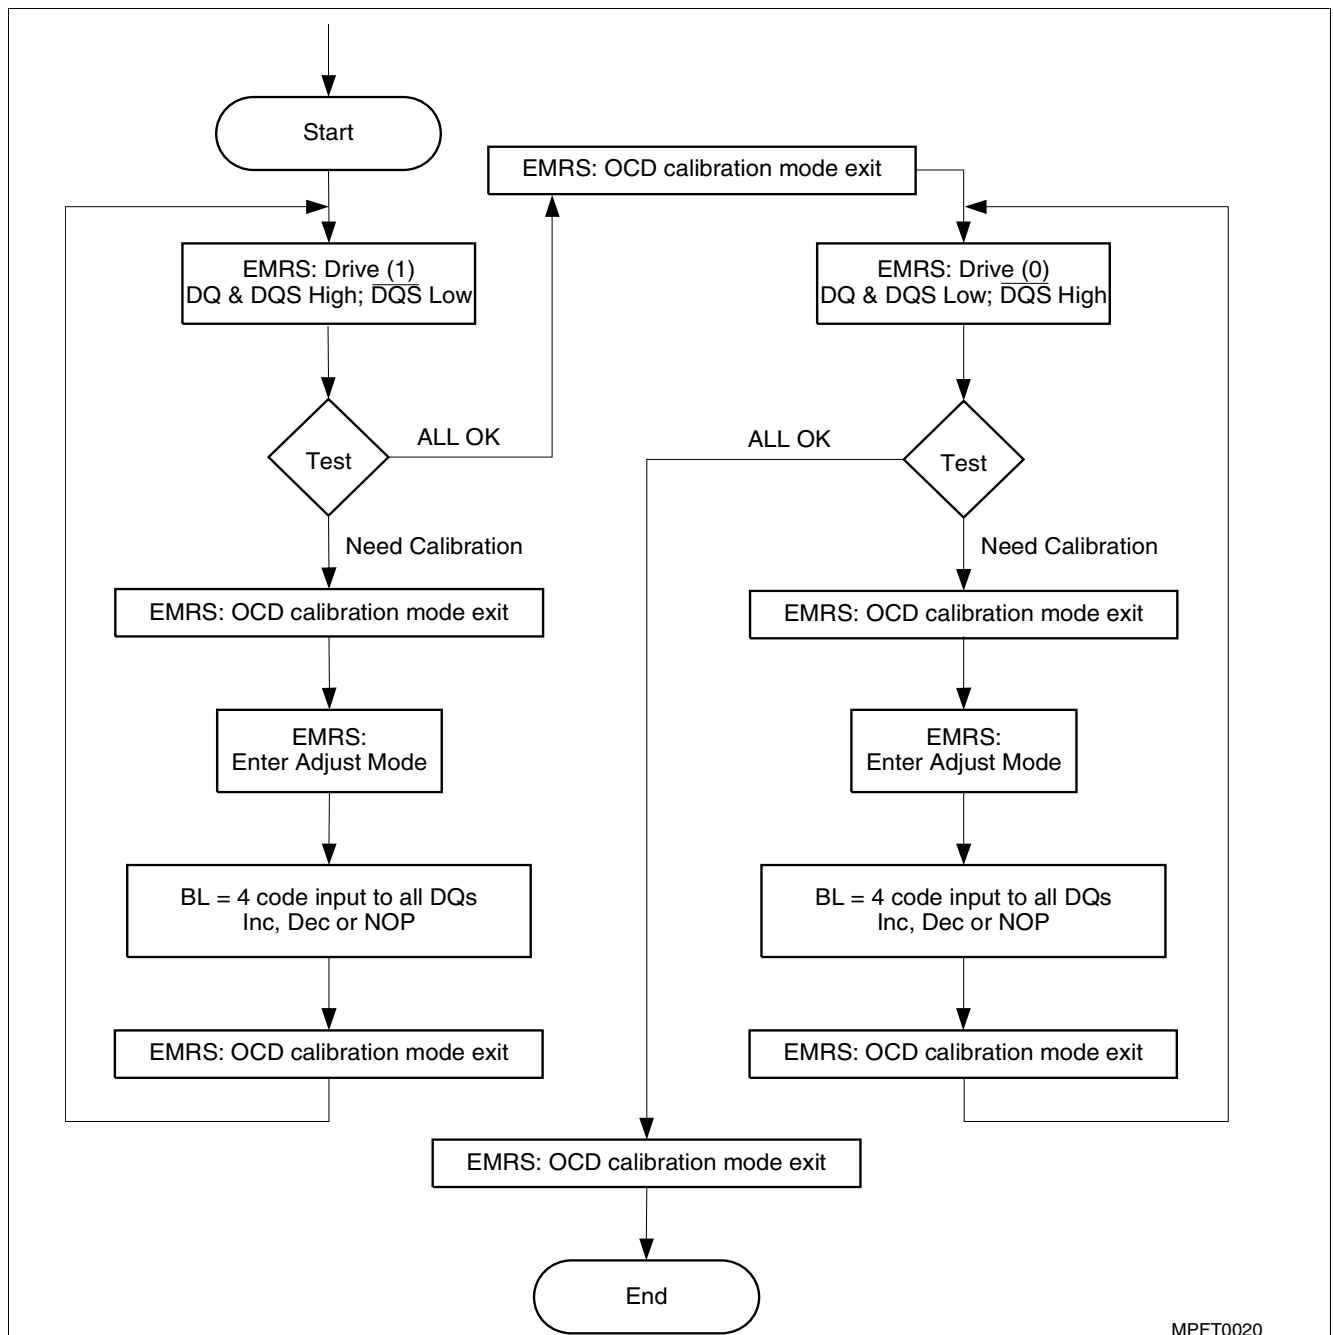 Start
EMRS: OCD calibration mode exit
EMRS: Drive (1)
DQ & DQS High; D̅Q̅S̅ Low
Test
ALL OK
Need Calibration
EMRS: OCD calibration mode exit
EMRS:
Enter Adjust Mode
BL = 4 code input to all DQs
Inc, Dec or NOP
EMRS: OCD calibration mode exit
EMRS: Drive (0)
DQ & DQS Low; D̅Q̅S̅ High
Test
ALL OK
Need Calibration
EMRS: OCD calibration mode exit
EMRS:
Enter Adjust Mode
BL = 4 code input to all DQs
Inc, Dec or NOP
EMRS: OCD calibration mode exit
EMRS: OCD calibration mode exit
End
MPFT0020